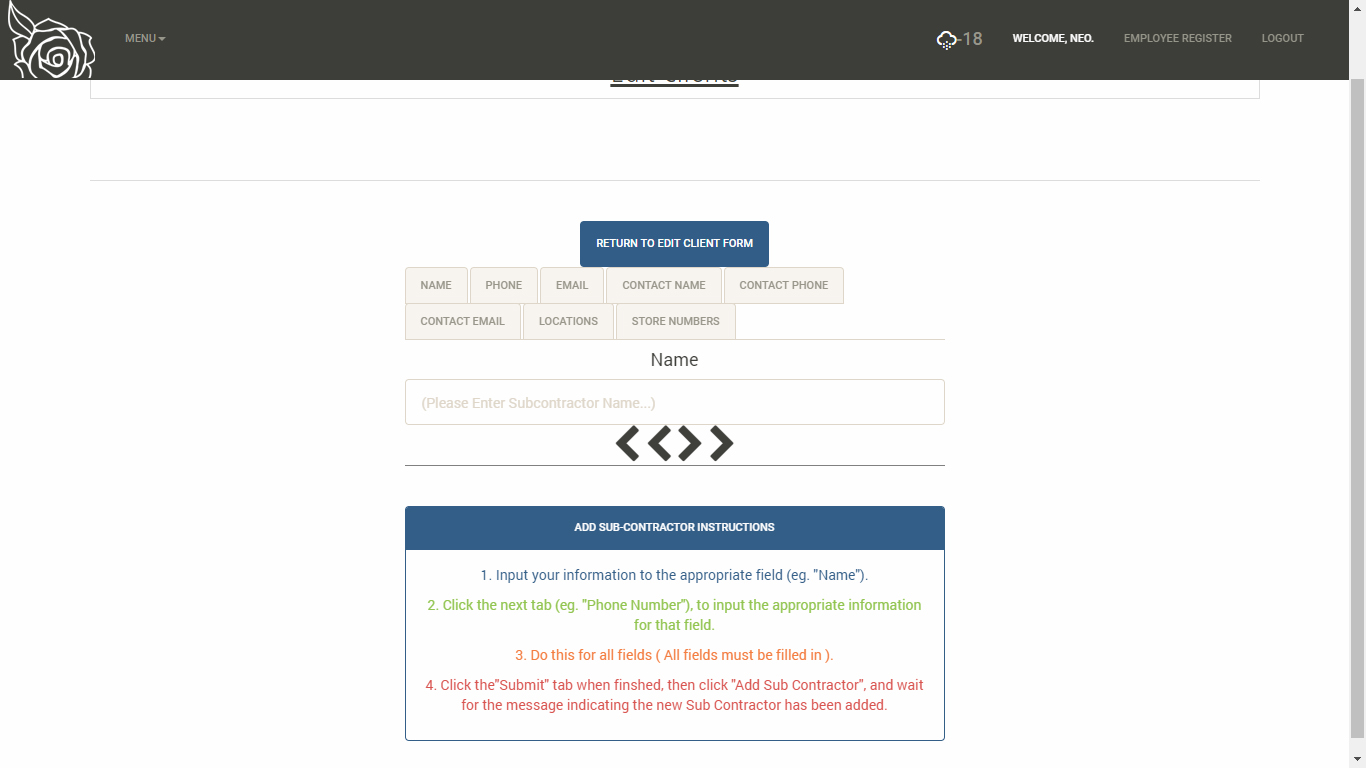 MENU
-18
WELCOME, NEO.
EMPLOYEE REGISTER
LOGOUT
Edit Clients
RETURN TO EDIT CLIENT FORM
NAME
PHONE
EMAIL
CONTACT NAME
CONTACT PHONE
CONTACT EMAIL
LOCATIONS
STORE NUMBERS
Name
(Please Enter Subcontractor Name...)
ADD SUB-CONTRACTOR INSTRUCTIONS
1. Input your information to the appropriate field (eg. "Name").
2. Click the next tab (eg. "Phone Number"), to input the appropriate information
for that field.
3. Do this for all fields ( All fields must be filled in ).
4. Click the"Submit" tab when finshed, then click "Add Sub Contractor", and wait
for the message indicating the new Sub Contractor has been added.